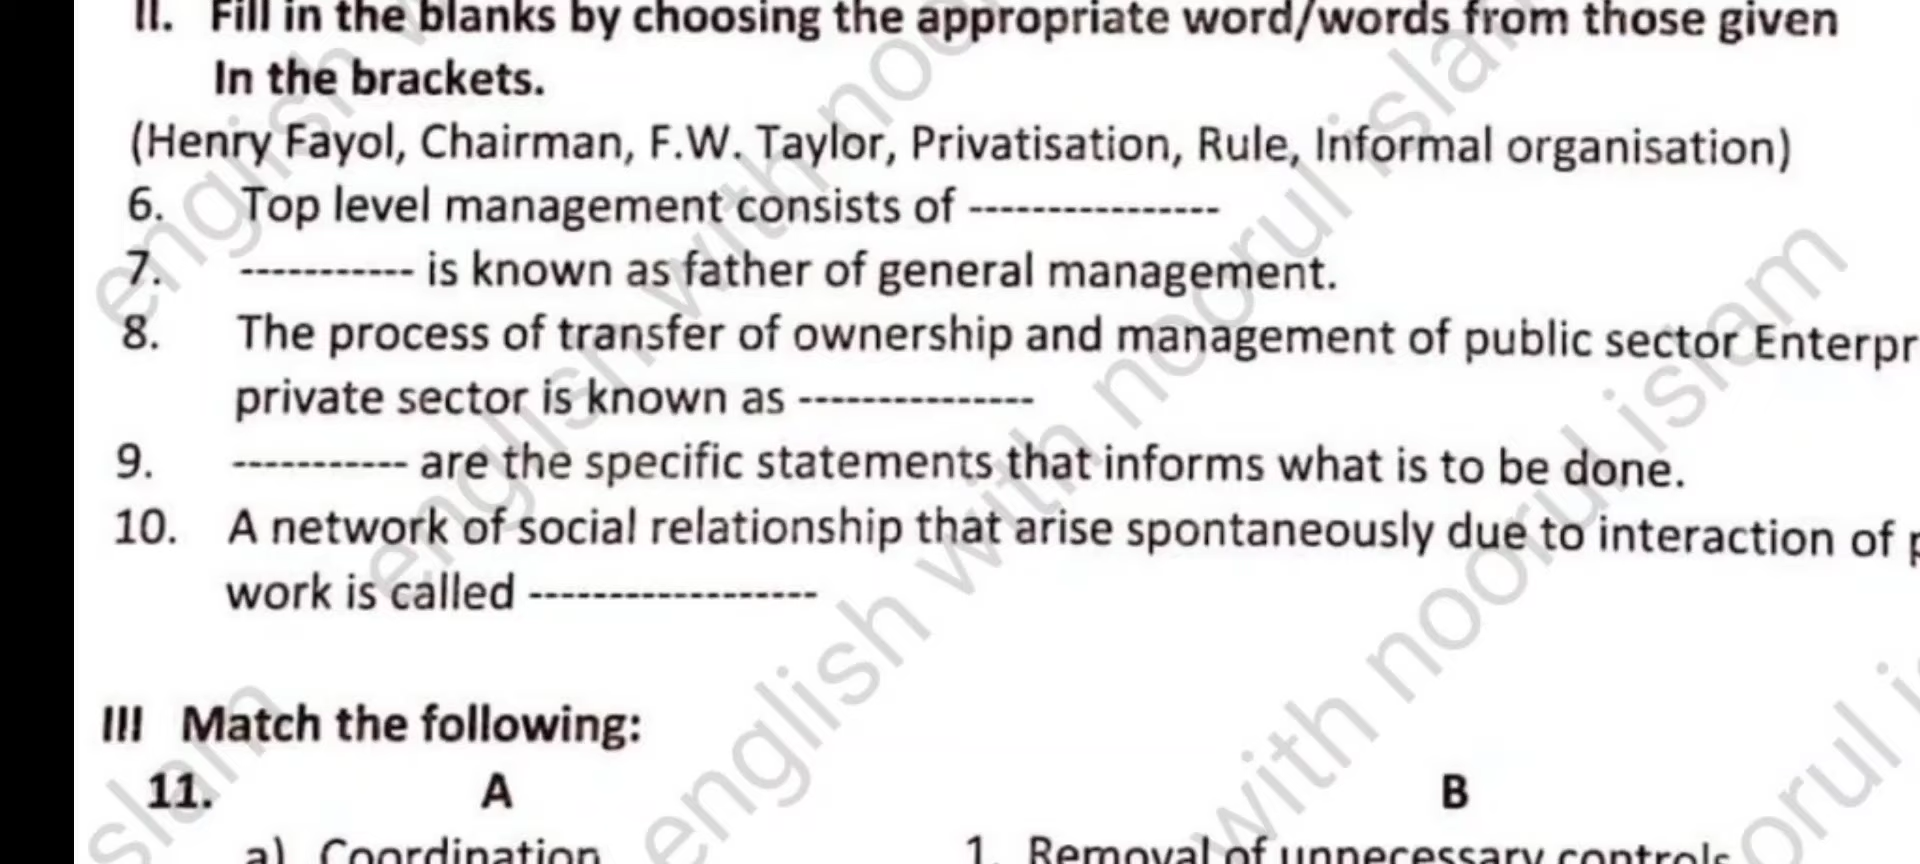 II. Fill in the blanks by choosing the appropriate word/words from those given
In the brackets.
(Henry Fayol, Chairman, F.W. Taylor, Privatisation, Rule, Informal organisation)
6. Top level management consists of ----------------
7. ----------- is known as father of general management.
8. The process of transfer of ownership and management of public sector Enterpr
private sector is known as ---------------
9. ----------- are the specific statements that informs what is to be done.
10. A network of social relationship that arise spontaneously due to interaction of p
work is called ------------------
III Match the following:
11. A B
a) Coordination 1. Removal of unnecessary controls
english with noorul islam